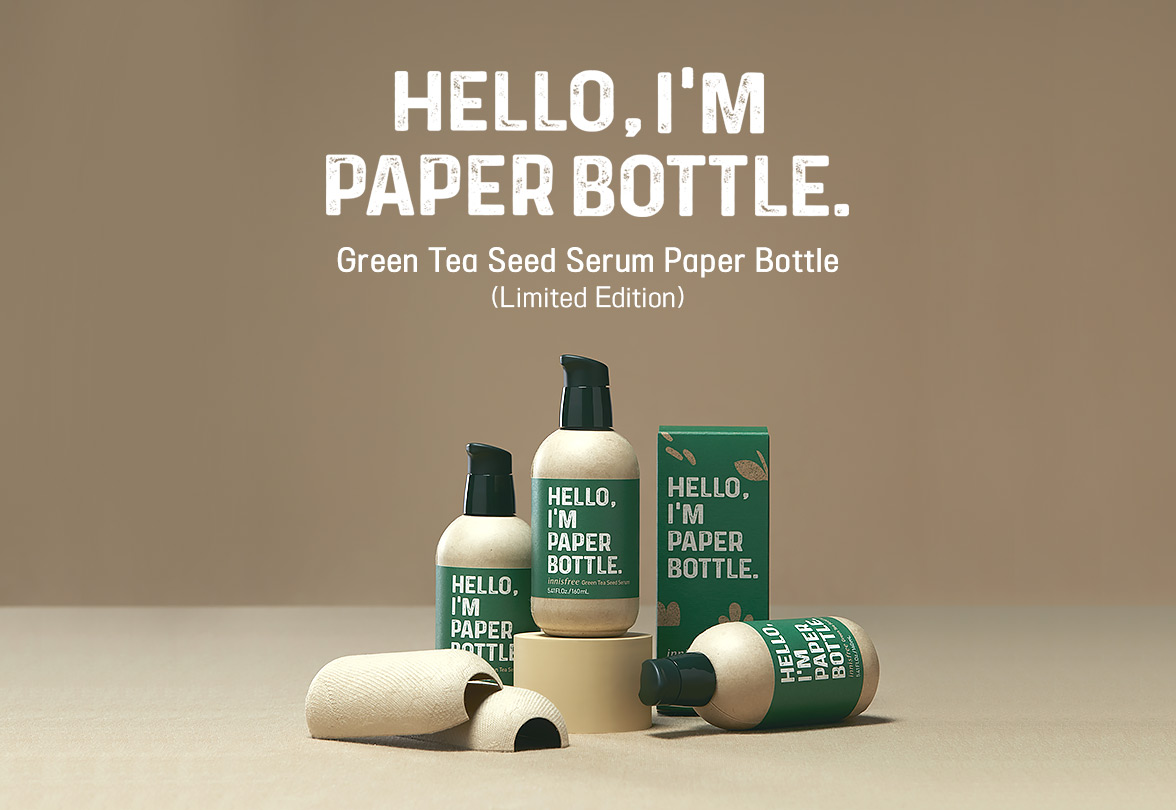 HELLO, I'M
PAPER BOTTLE.
Green Tea Seed Serum Paper Bottle
(Limited Edition)
HELLO,
I'M
PAPER
BOTTLE.
innisfree Green Tea Seed Serum
5.41FL.Oz./160mL
HELLO,
I'M
PAPER
BOTTLE
HELLO,
I'M
PAPER
BOTTLE.
HELLO,
I'M
PAPER
BOTTLE
innisfree